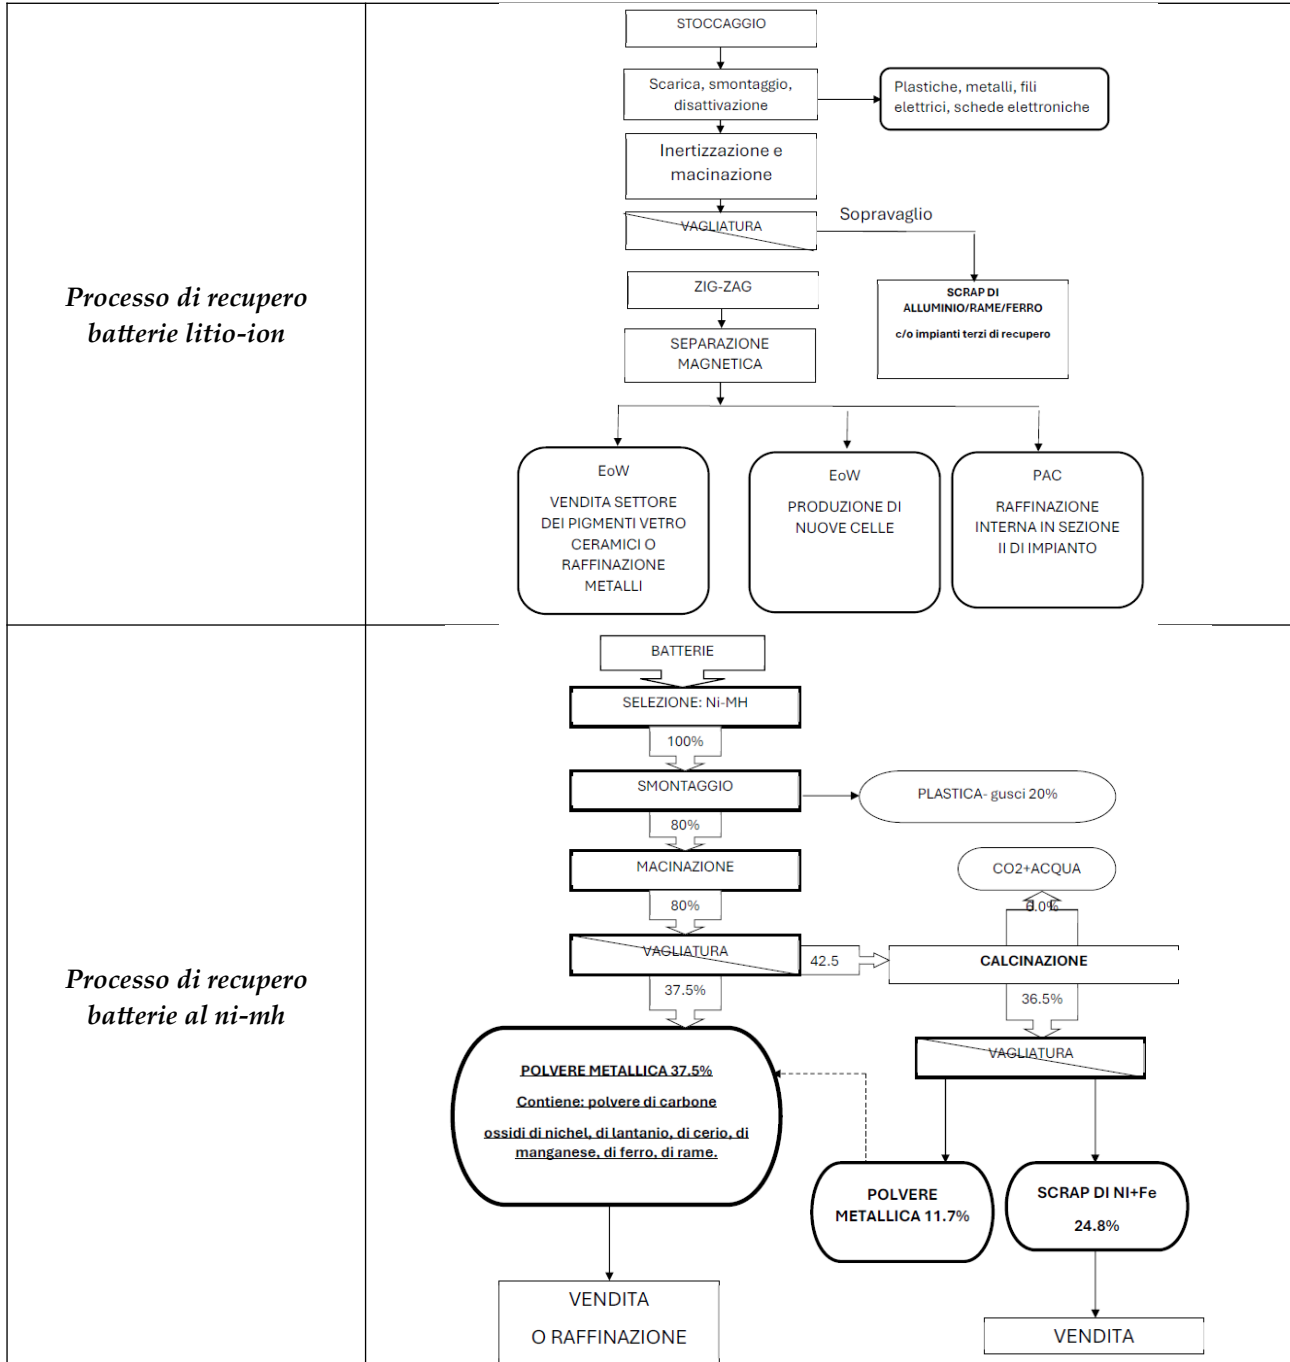 Processo di recupero
batterie litio-ion
STOCCAGGIO
Scarica, smontaggio,
disattivazione
Plastiche, metalli, fili
elettrici, schede elettroniche
Inertizzazione e
macinazione
VAGLIATURA
Sopravaglio
ZIG-ZAG
SCRAP DI
ALLUMINIO/RAME/FERRO
c/o impianti terzi di recupero
SEPARAZIONE
MAGNETICA
EoW
VENDITA SETTORE
DEI PIGMENTI VETRO
CERAMICI O
RAFFINAZIONE
METALLI
EoW
PRODUZIONE DI
NUOVE CELLE
PAC
RAFFINAZIONE
INTERNA IN SEZIONE
II DI IMPIANTO
Processo di recupero
batterie al ni-mh
BATTERIE
SELEZIONE: Ni-MH
100%
SMONTAGGIO
PLASTICA- gusci 20%
80%
MACINAZIONE
CO2+ACQUA
80%
6.0%
VAGLIATURA
42.5
CALCINAZIONE
37.5%
36.5%
VAGLIATURA
POLVERE METALLICA 37.5%
Contiene: polvere di carbone
ossidi di nichel, di lantanio, di cerio, di
manganese, di ferro, di rame.
POLVERE
METALLICA 11.7%
SCRAP DI NI+Fe
24.8%
VENDITA
O RAFFINAZIONE
VENDITA